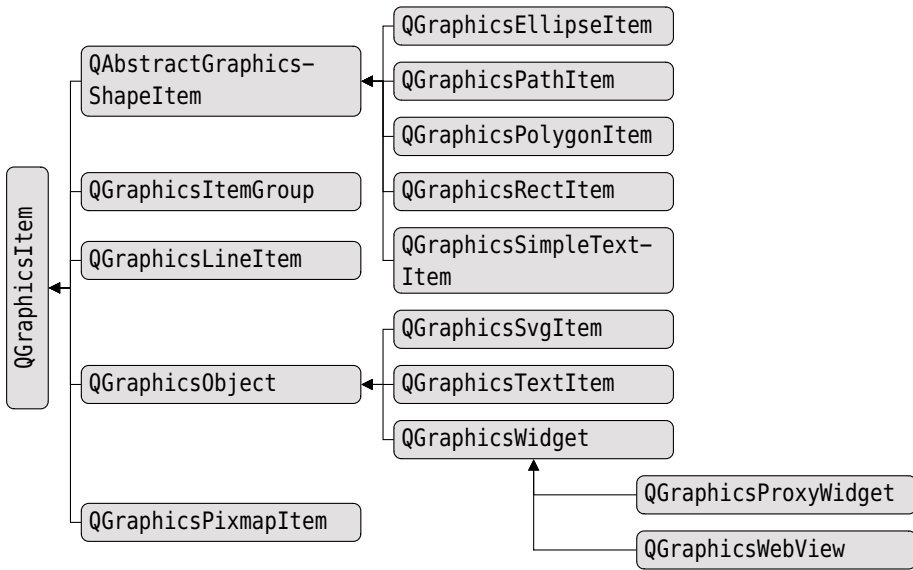 QGraphicsItem
QAbstractGraphics–
ShapeItem
QGraphicsItemGroup
QGraphicsLineItem
QGraphicsObject
QGraphicsPixmapItem
QGraphicsEllipseItem
QGraphicsPathItem
QGraphicsPolygonItem
QGraphicsRectItem
QGraphicsSimpleText–
Item
QGraphicsSvgItem
QGraphicsTextItem
QGraphicsWidget
QGraphicsProxyWidget
QGraphicsWebView